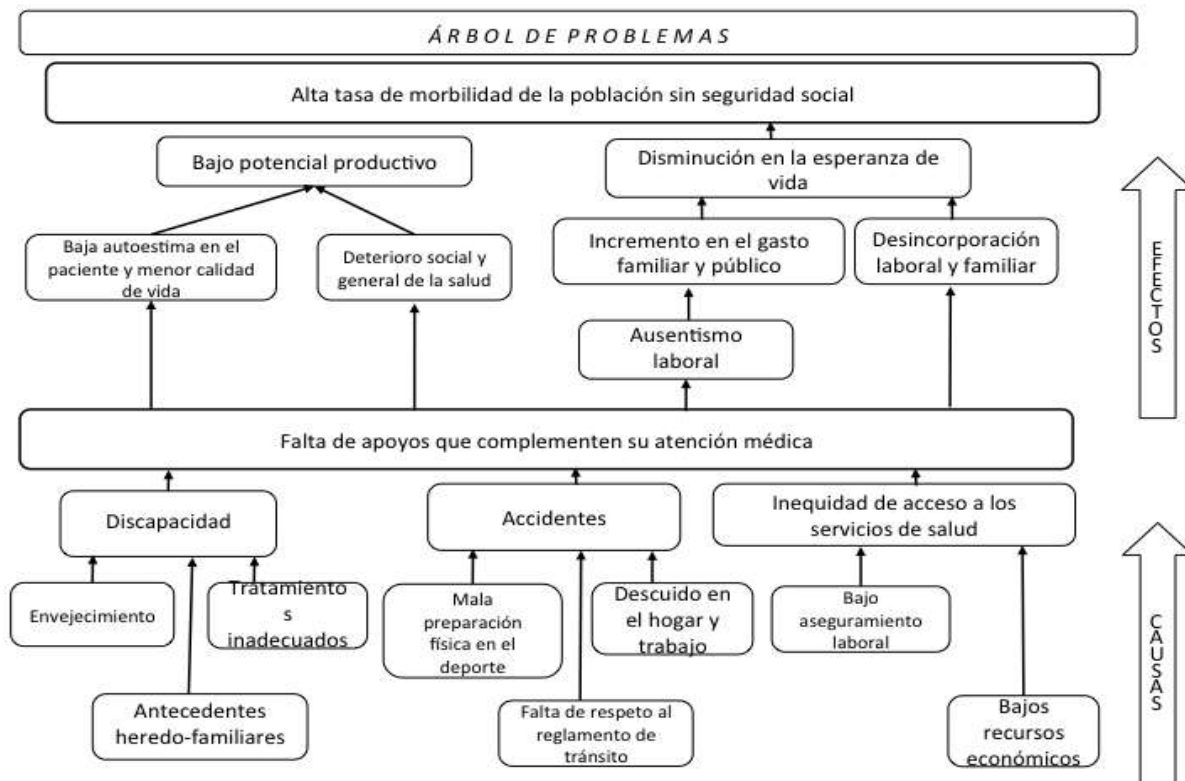 ÁRBOL DE PROBLEMAS
Alta tasa de morbilidad de la población sin seguridad social
Bajo potencial productivo
Disminución en la esperanza de
vida
Baja autoestima en el
paciente y menor calidad
de vida
Deterioro social y
general de la salud
Incremento en el gasto
familiar y público
Desincorporación
laboral y familiar
Ausentismo
laboral
EFECTOS
Falta de apoyos que complementen su atención médica
Discapacidad
Accidentes
Inequidad de acceso a los
servicios de salud
Envejecimiento
Tratamiento
s
inadecuados
Mala
preparación
física en el
deporte
Descuido en
el hogar y
trabajo
Bajo
aseguramiento
laboral
Antecedentes
heredo-familiares
Falta de respeto al
reglamento de
tránsito
Bajos
recursos
económicos
CAUSAS